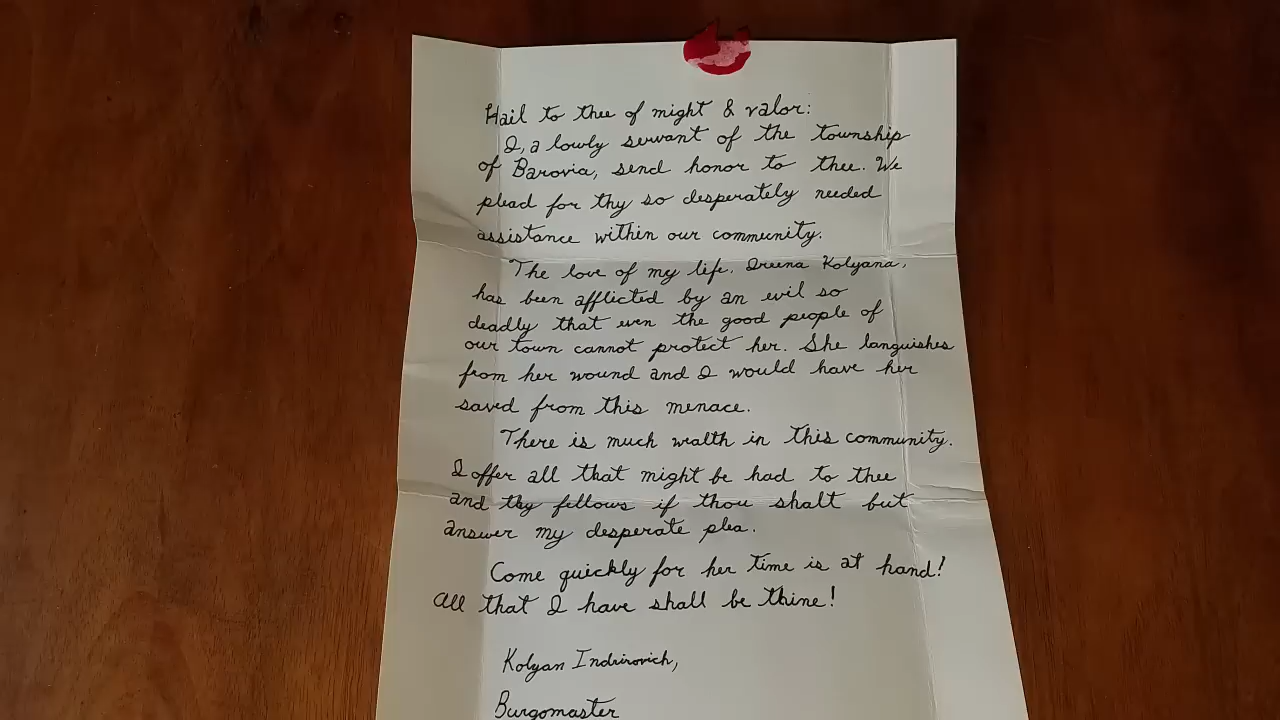 Hail to thee of might & valor:
I, a lowly servant of the township
of Barovia, send honor to thee. We
plead for thy so desperately needed
assistance within our community.
The love of my life, Ireena Kolyana,
has been afflicted by an evil so
deadly that even the good people of
our town cannot protect her. She languishes
from her wound and I would have her
saved from this menace.
There is much wealth in this community.
I offer all that might be had to thee
and thy fellows if thou shalt but
answer my desperate plea.
Come quickly for her time is at hand!
All that I have shall be thine!
Kolyan Indrirovich,
Burgomaster